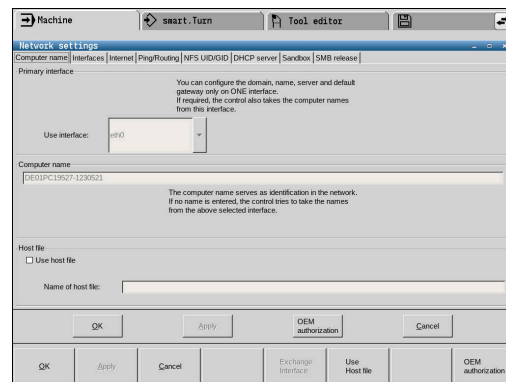 Machine
smart.Turn
Tool editor
Network settings
Computer name Interfaces Internet Ping/Routing NFS UID/GID DHCP server Sandbox SMB release
Primary interface
You can configure the domain, name, server and default
gateway only on ONE interface.
If required, the control also takes the computer names
from this interface.
Use interface: eth0
Computer name
DE01PC19527-1230521
The computer name serves as identification in the network.
If no name is entered, the control tries to take the names
from the above selected interface.
Host file
Use host file
Name of host file:
OK Apply OEM authorization Cancel
OK Apply Cancel Exchange Interface Use Host file OEM authorization